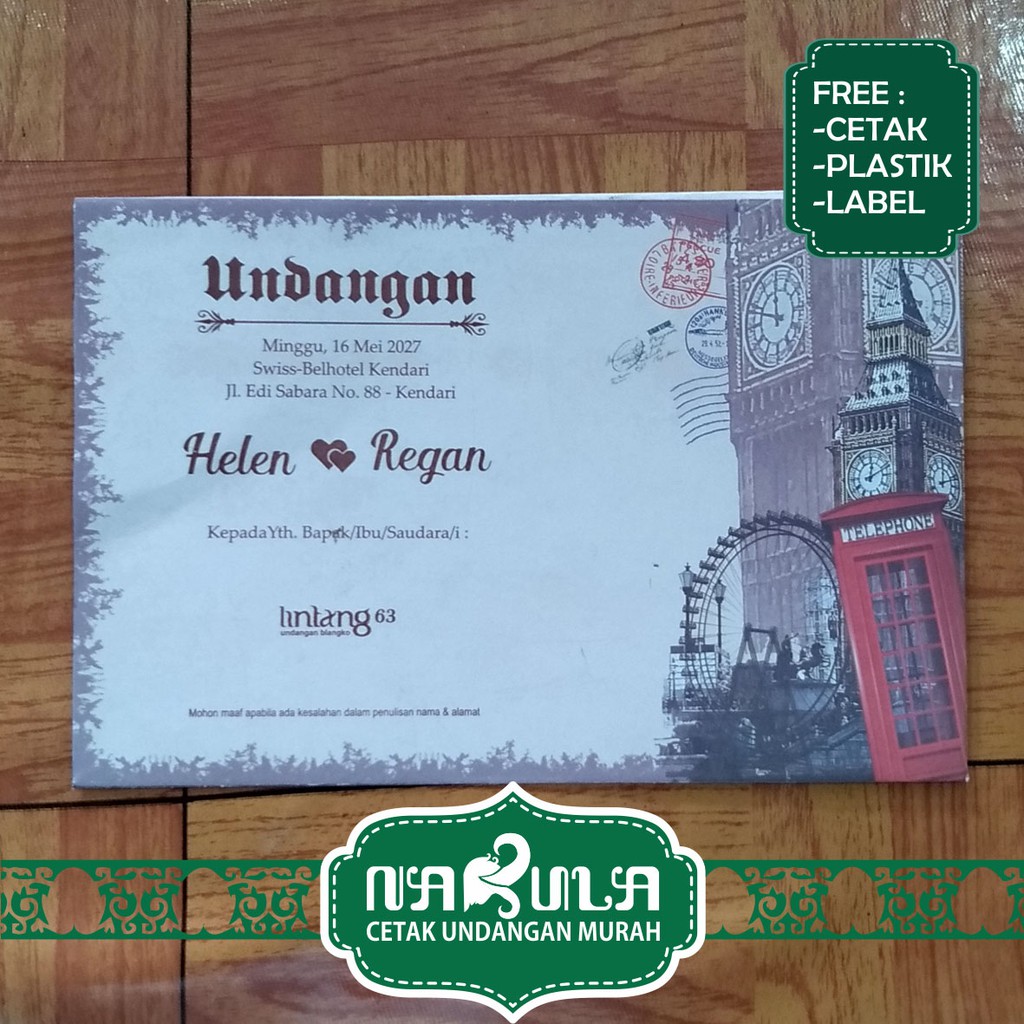 FREE :
-CETAK
-PLASTIK
-LABEL
Undangan
Minggu, 16 Mei 2027
Swiss-Belhotel Kendari
Jl. Edi Sabara No. 88 - Kendari
Helen Regan
KepadaYth. Bapak/Ibu/Saudara/i :
lintang 63
undangan blangko
Mohon maaf apabila ada kesalahan dalam penulisan nama & alamat
TELEPHONE
NARULA
CETAK UNDANGAN MURAH